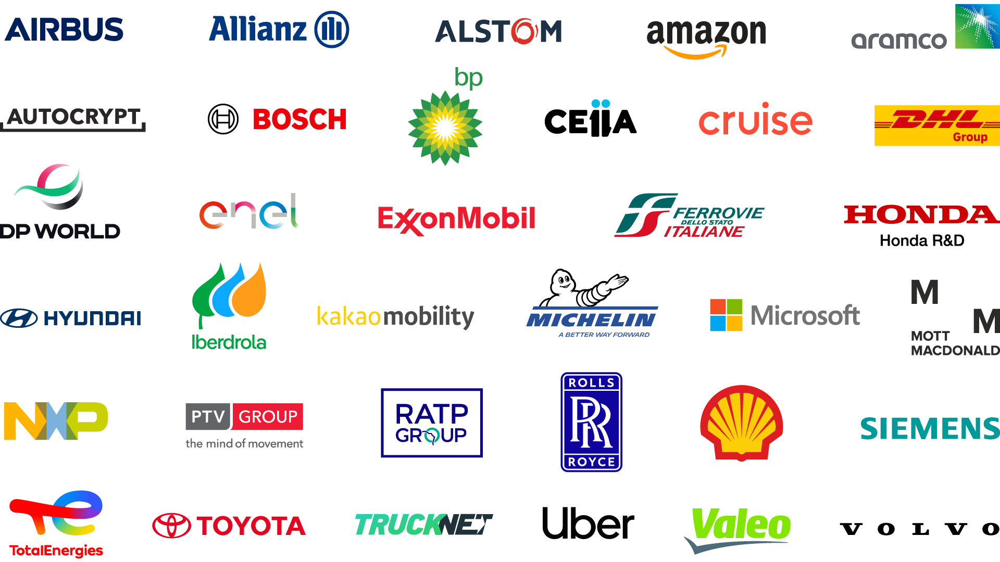 AIRBUS
Allianz
ALSTOM
amazon
aramco
AUTOCRYPT
BOSCH
bp
CEiiA
cruise
DHL
Group
DP WORLD
enel
ExxonMobil
FERROVIE
DELLO STATO
ITALIANE
HONDA
Honda R&D
HYUNDAI
Iberdrola
kakaomobility
MICHELIN
A BETTER WAY FORWARD
Microsoft
M
M
MOTT
MACDONALD
NXP
PTV GROUP
the mind of movement
RATP
GROUP
ROLLS
RR
ROYCE
SIEMENS
TotalEnergies
TOYOTA
TRUCKNET
Uber
Valeo
VOLVO